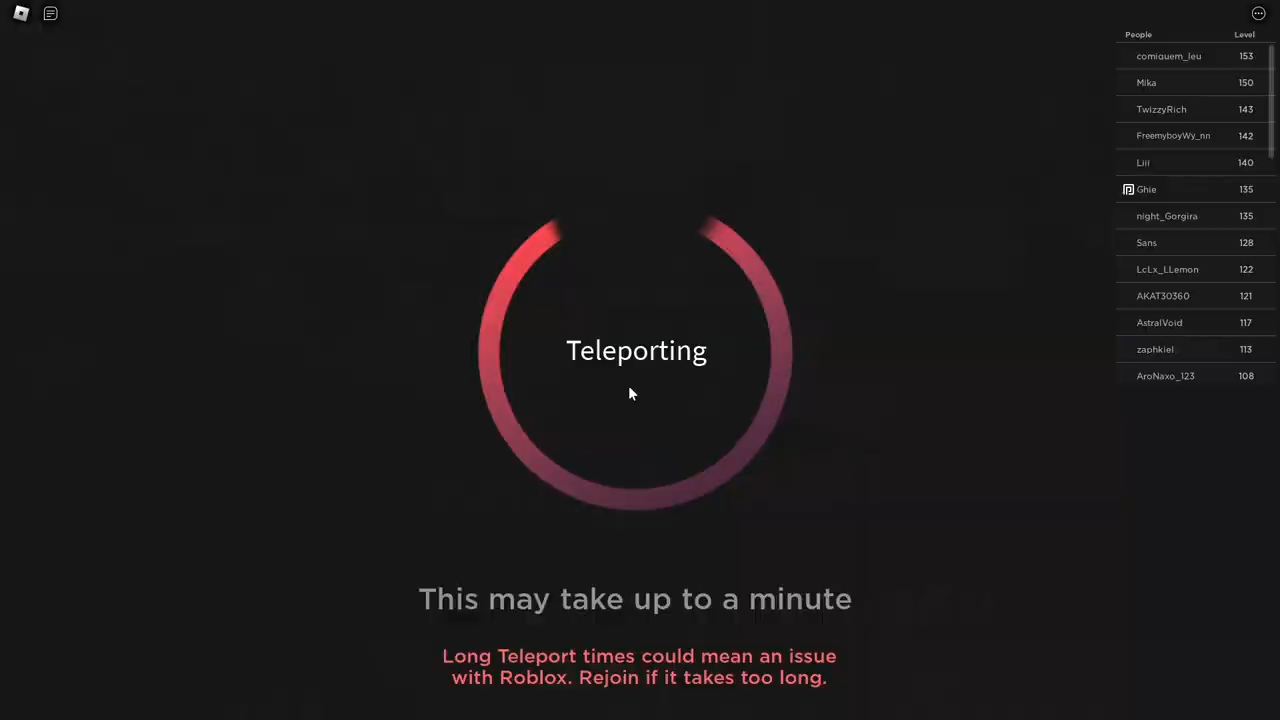 People Level
comiquem_leu 153
Mika 150
TwizzyRich 143
FreemyboyWy_nn 142
Liii 140
Ghie 135
night_Gorgira 135
Sans 128
LcLx_LLemon 122
AKAT30360 121
AstralVoid 117
zaphkiel 113
AroNaxo_123 108
Teleporting
This may take up to a minute
Long Teleport times could mean an issue
with Roblox. Rejoin if it takes too long.